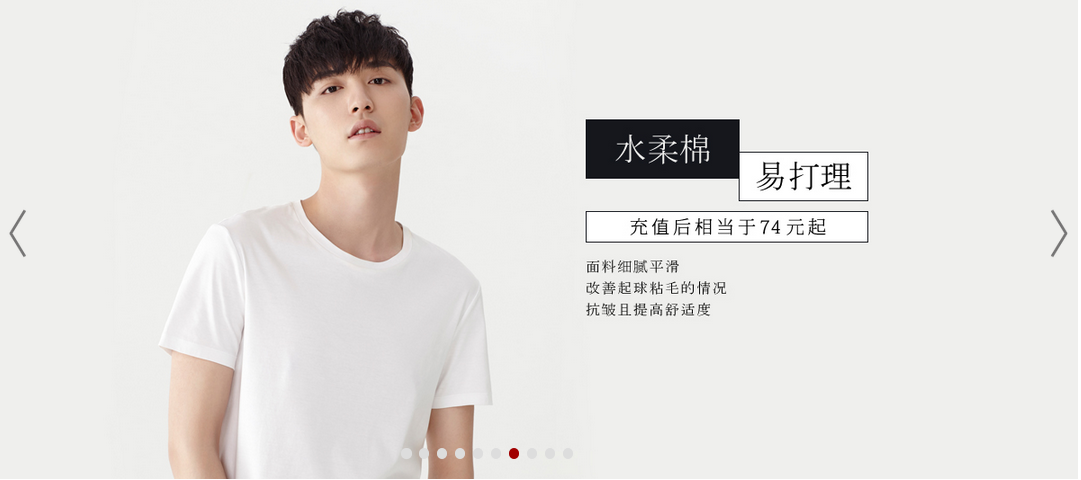 水柔棉
易打理
充值后相当于74元起
面料细腻平滑
改善起球粘毛的情况
抗皱且提高舒适度